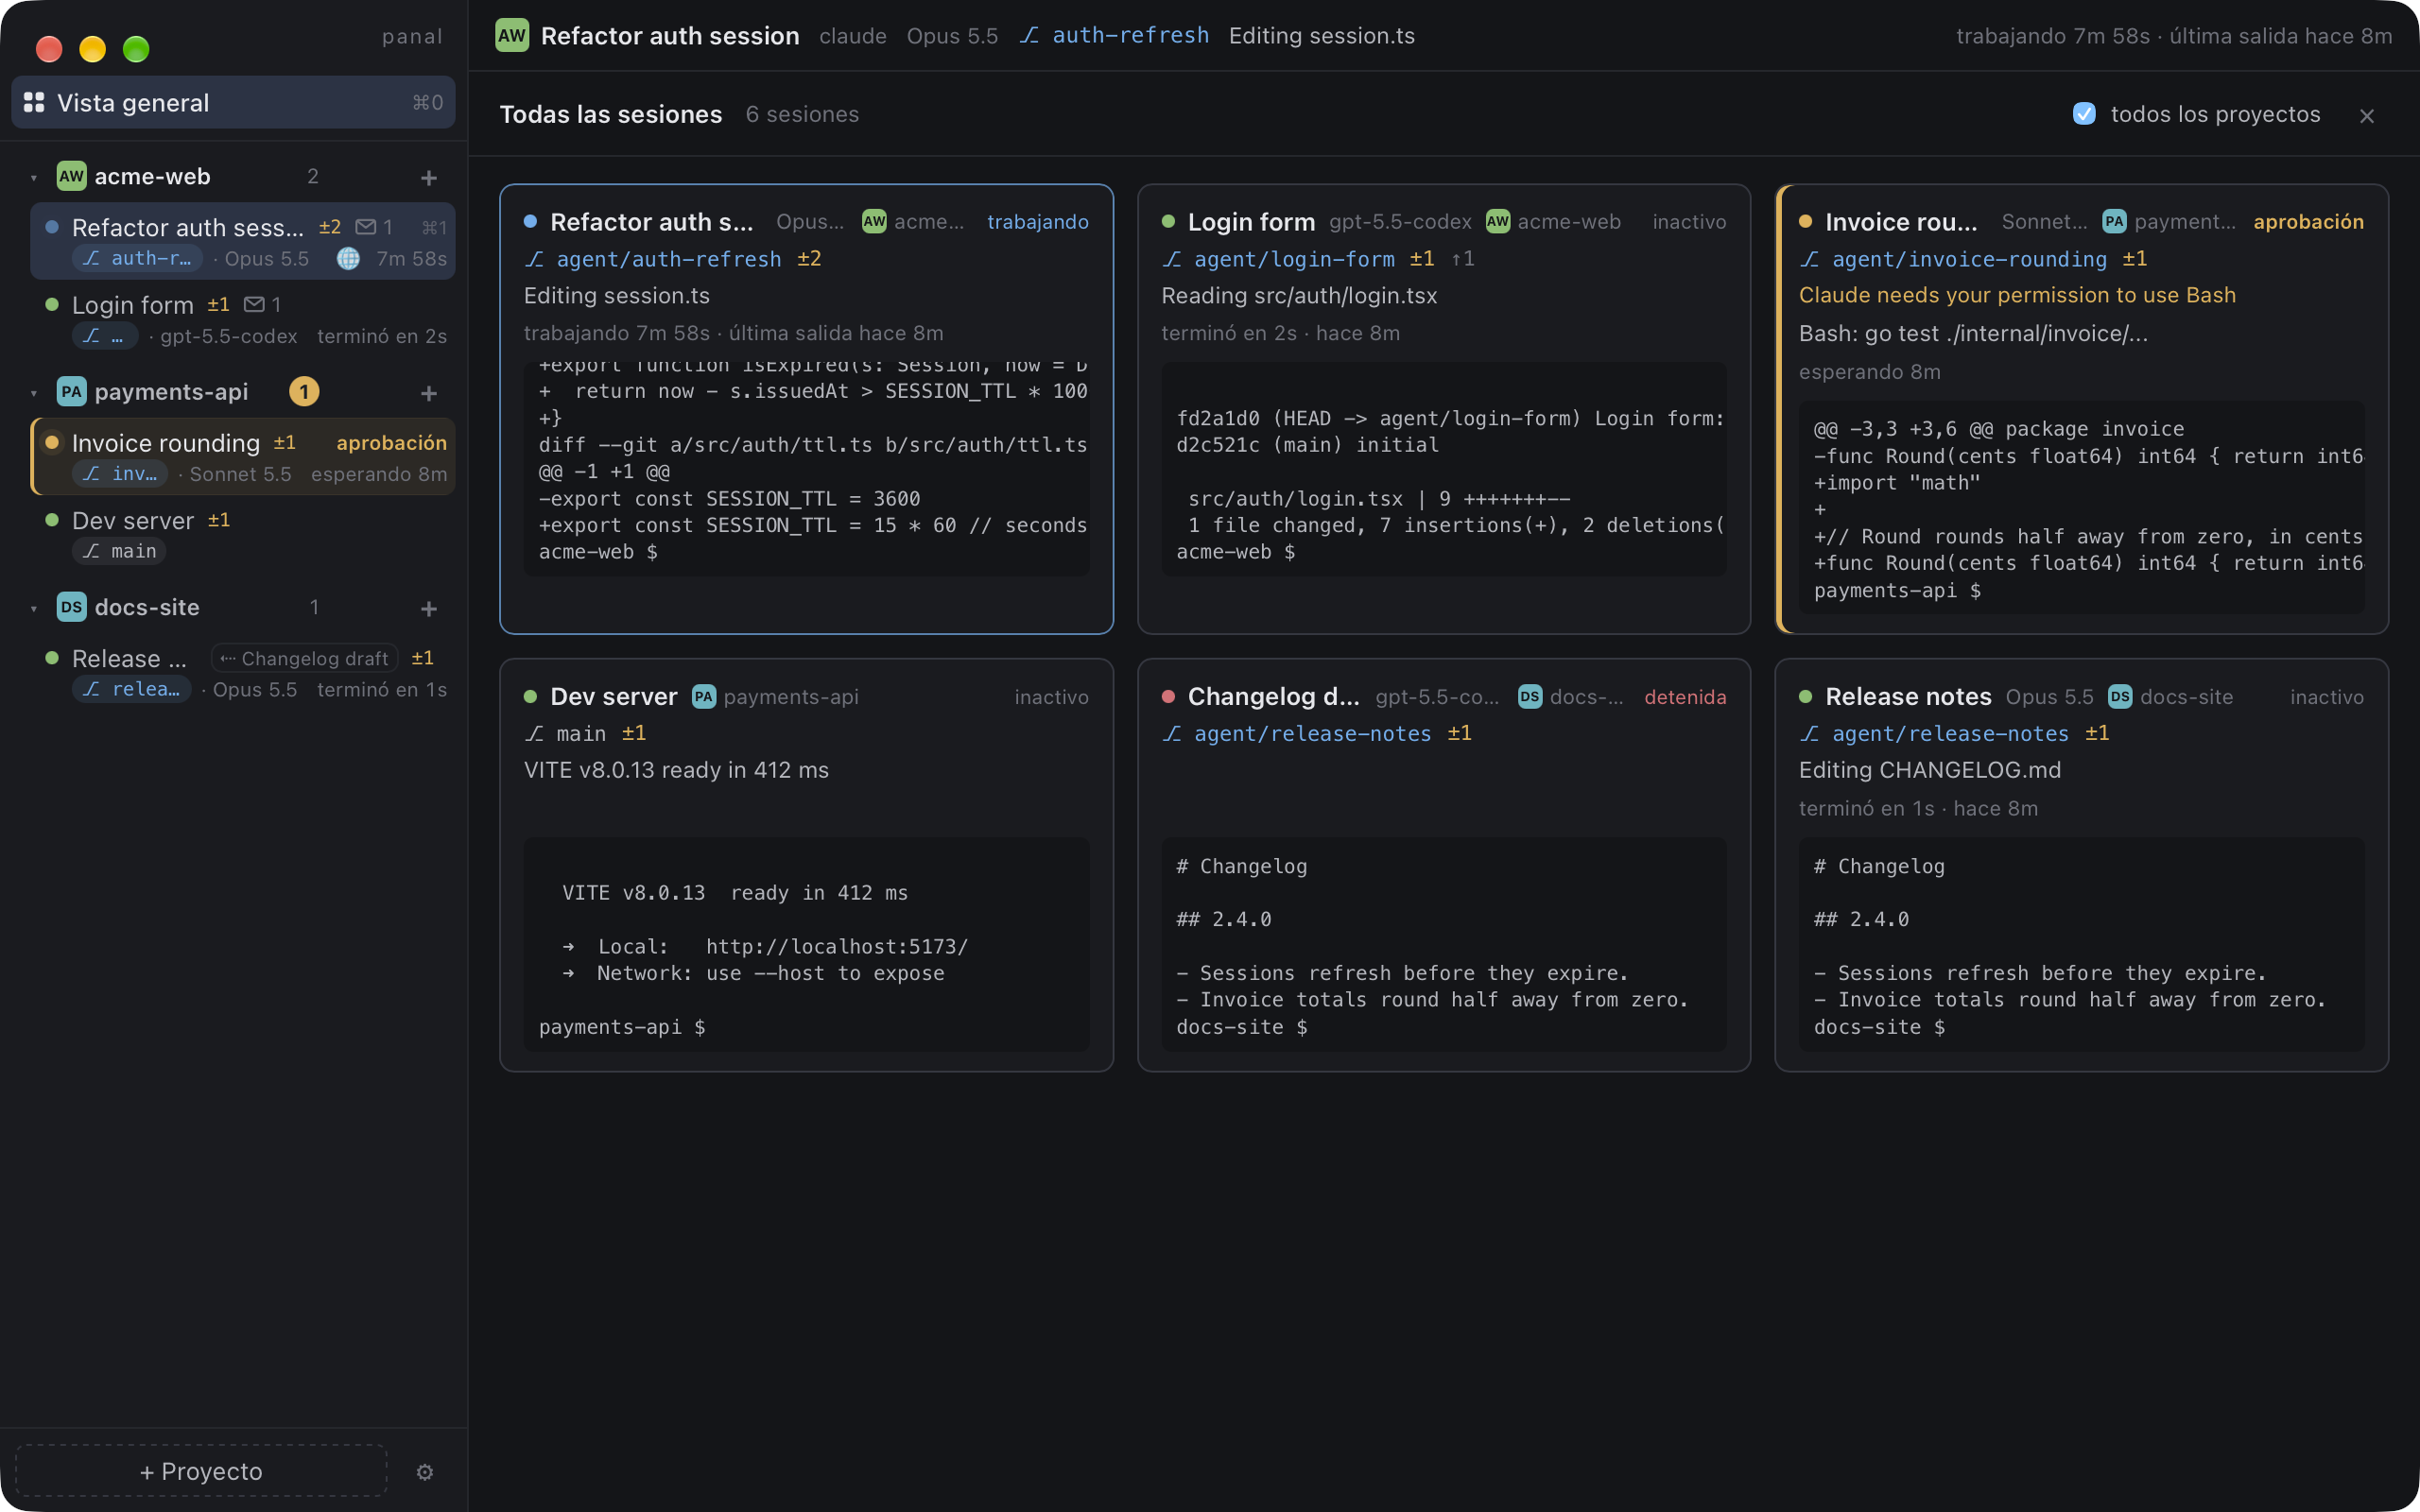 panal
Vista general ⌘0
acme-web 2 +
AW
Refactor auth sess... ±2 1 ⌘1
auth-r... · Opus 5.5 7m 58s
Login form ±1 1
... · gpt-5.5-codex terminó en 2s
PA payments-api 1 +
Invoice rounding ±1 aprobación
inv... · Sonnet 5.5 esperando 8m
Dev server ±1
main
DS docs-site 1 +
Release ... ⇠ Changelog draft ±1
relea... · Opus 5.5 terminó en 1s
+ Proyecto
AW Refactor auth session claude Opus 5.5 auth-refresh Editing session.ts trabajando 7m 58s · última salida hace 8m
Todas las sesiones 6 sesiones todos los proyectos ×
Refactor auth s... Opus... AW acme... trabajando
agent/auth-refresh ±2
Editing session.ts
trabajando 7m 58s · última salida hace 8m
+export function isExpired(s: Session, now = D
+  return now - s.issuedAt > SESSION_TTL * 100
+}
diff --git a/src/auth/ttl.ts b/src/auth/ttl.ts
@@ -1 +1 @@
-export const SESSION_TTL = 3600
+export const SESSION_TTL = 15 * 60 // seconds
acme-web $
Login form gpt-5.5-codex AW acme-web inactivo
agent/login-form ±1 ↑1
Reading src/auth/login.tsx
terminó en 2s · hace 8m
fd2a1d0 (HEAD -> agent/login-form) Login form:
d2c521c (main) initial
src/auth/login.tsx | 9 +++++++--
1 file changed, 7 insertions(+), 2 deletions(
acme-web $
Invoice rou... Sonnet... PA payment... aprobación
agent/invoice-rounding ±1
Claude needs your permission to use Bash
Bash: go test ./internal/invoice/...
esperando 8m
@@ -3,3 +3,6 @@ package invoice
-func Round(cents float64) int64 { return int6
+import "math"
+
+// Round rounds half away from zero, in cents
+func Round(cents float64) int64 { return int6
payments-api $
Dev server PA payments-api inactivo
main ±1
VITE v8.0.13 ready in 412 ms
VITE v8.0.13  ready in 412 ms
➜  Local:   http://localhost:5173/
➜  Network: use --host to expose
payments-api $
Changelog d... gpt-5.5-co... DS docs-... detenida
agent/release-notes ±1
# Changelog
## 2.4.0
- Sessions refresh before they expire.
- Invoice totals round half away from zero.
docs-site $
Release notes Opus 5.5 DS docs-site inactivo
agent/release-notes ±1
Editing CHANGELOG.md
terminó en 1s · hace 8m
# Changelog
## 2.4.0
- Sessions refresh before they expire.
- Invoice totals round half away from zero.
docs-site $